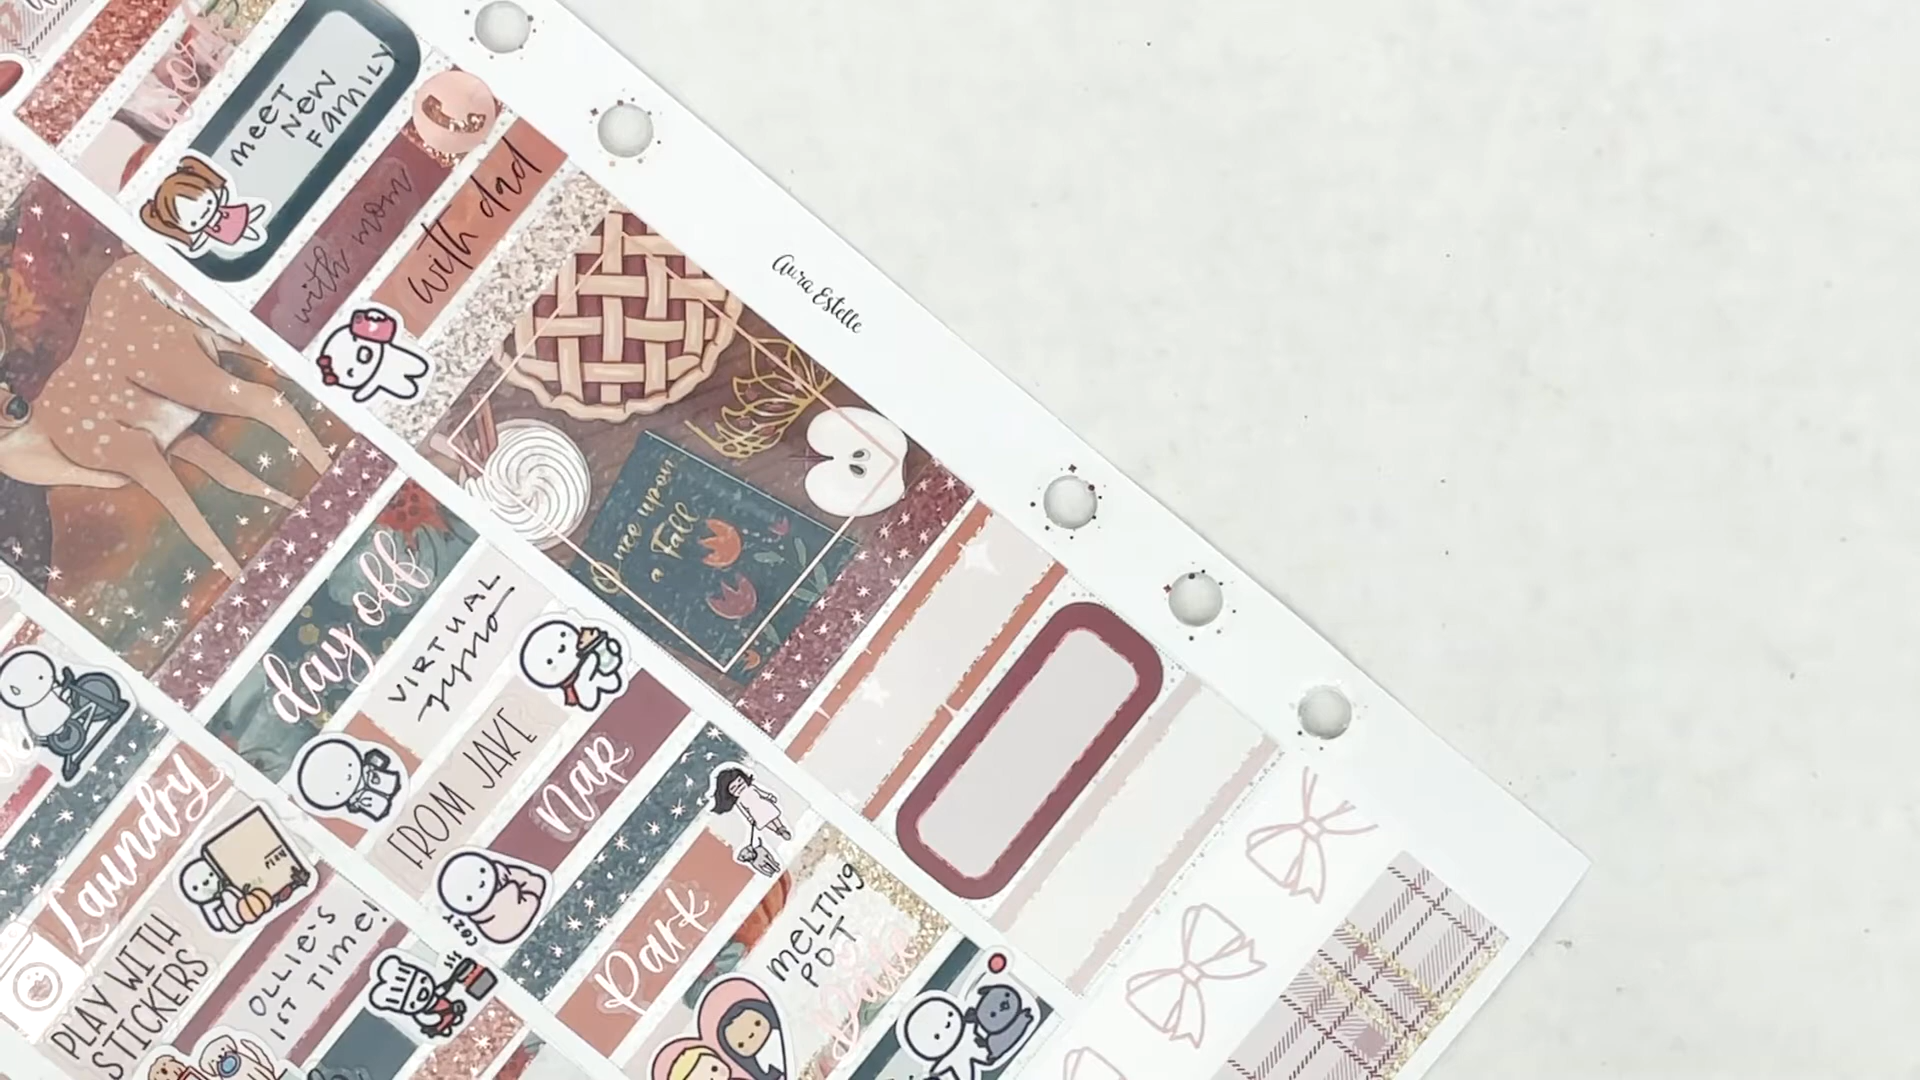 work
meet
New
Family
with mom
with dad
Aura Estelle
Once upon
a
Fall
day off
VIRTUAL
gyno
FROM JAKE
Nap
COZY
Laundry
PLAY WITH
STICKERS
OLLIE'S
1ST TIME!
Park
MELTING
POT